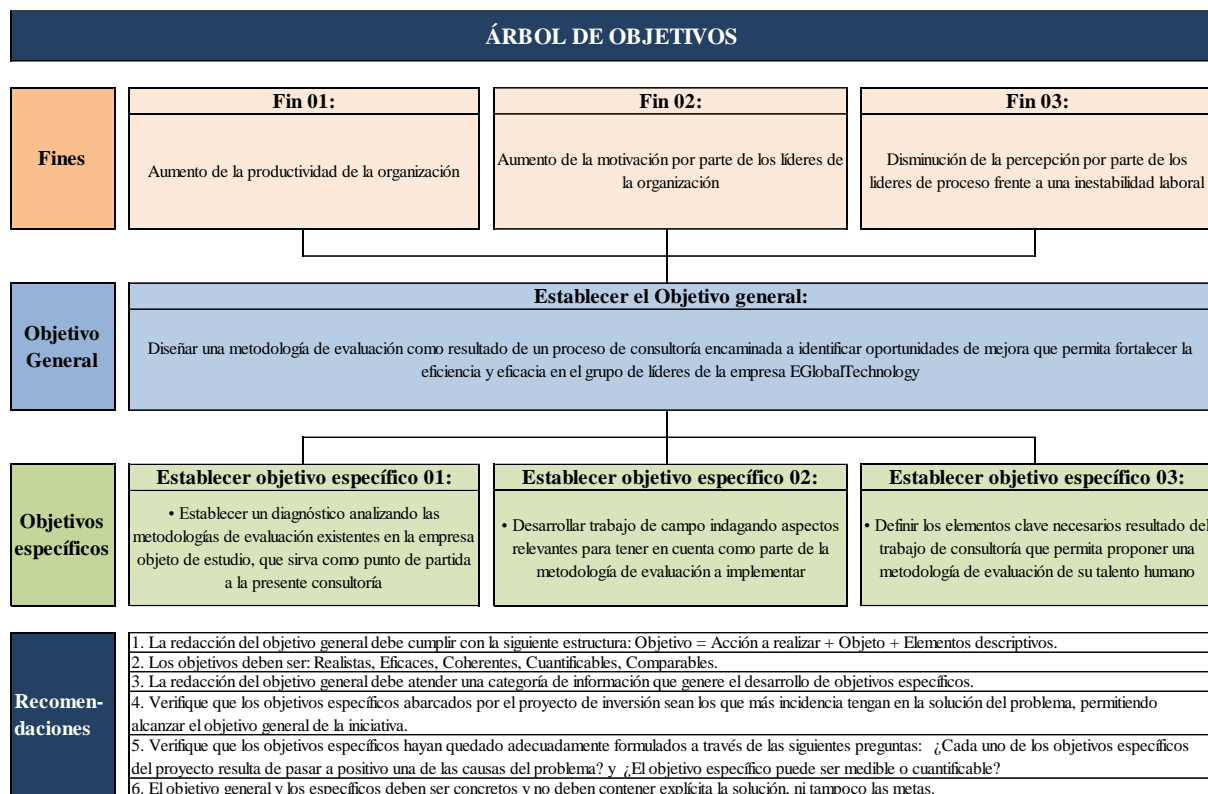 ÁRBOL DE OBJETIVOS
Fines
Fin 01:
Aumento de la productividad de la organización
Fin 02:
Aumento de la motivación por parte de los líderes de
la organización
Fin 03:
Disminución de la percepción por parte de los
lideres de proceso frente a una inestabilidad laboral
Objetivo
General
Establecer el Objetivo general:
Diseñar una metodología de evaluación como resultado de un proceso de consultoría encaminada a identificar oportunidades de mejora que permita fortalecer la
eficiencia y eficacia en el grupo de líderes de la empresa EGlobalTechnology
Objetivos
específicos
Establecer objetivo específico 01:
• Establecer un diagnóstico analizando las
metodologías de evaluación existentes en la empresa
objeto de estudio, que sirva como punto de partida
a la presente consultoría
Establecer objetivo específico 02:
• Desarrollar trabajo de campo indagando aspectos
relevantes para tener en cuenta como parte de la
metodología de evaluación a implementar
Establecer objetivo específico 03:
• Definir los elementos clave necesarios resultado del
trabajo de consultoría que permita proponer una
metodología de evaluación de su talento humano
Recomen-
daciones
1. La redacción del objetivo general debe cumplir con la siguiente estructura: Objetivo = Acción a realizar + Objeto + Elementos descriptivos.
2. Los objetivos deben ser: Realistas, Eficaces, Coherentes, Cuantificables, Comparables.
3. La redacción del objetivo general debe atender una categoría de información que genere el desarrollo de objetivos específicos.
4. Verifique que los objetivos específicos abarcados por el proyecto de inversión sean los que más incidencia tengan en la solución del problema, permitiendo
alcanzar el objetivo general de la iniciativa.
5. Verifique que los objetivos específicos hayan quedado adecuadamente formulados a través de las siguientes preguntas: ¿Cada uno de los objetivos específicos
del proyecto resulta de pasar a positivo una de las causas del problema? y ¿El objetivo específico puede ser medible o cuantificable?
6. El objetivo general y los específicos deben ser concretos y no deben contener explícita la solución, ni tampoco las metas.